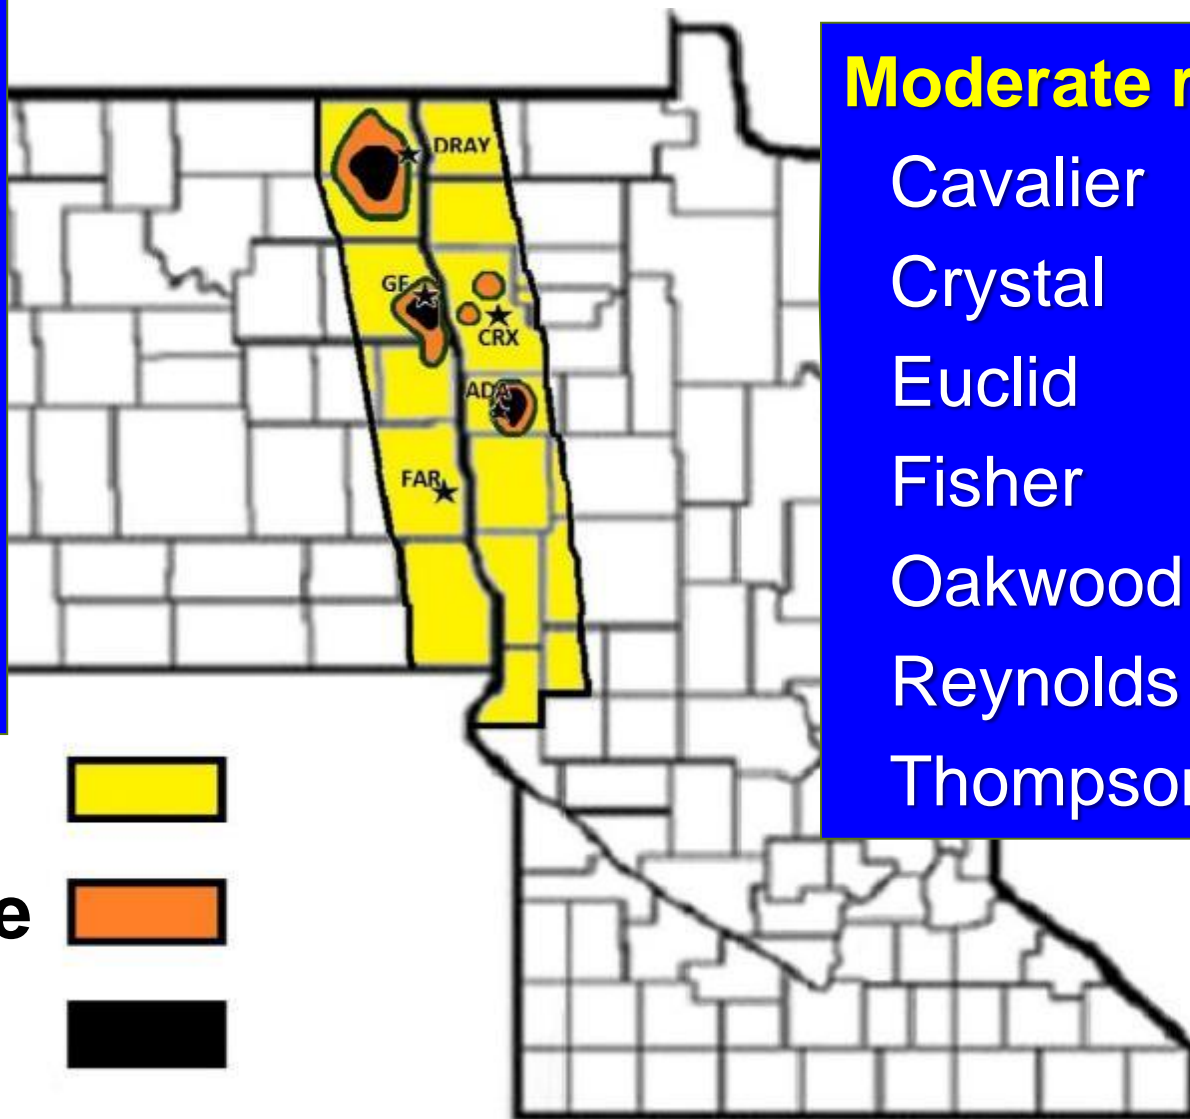 Moderate r
Cavalier
Crystal
Euclid
Fisher
Oakwood
Reynolds
Thompson
DRAY
GF
CRX
ADA
FAR
e